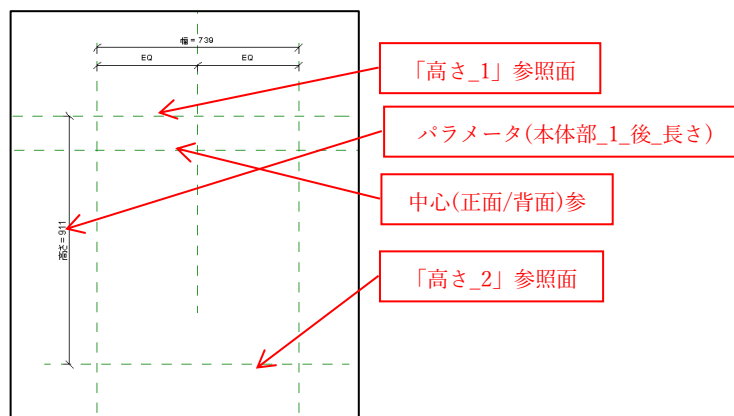 幅 = 739
EQ
EQ
「高さ_1」参照面
パラメータ(本体部_1_後_長さ)
中心(正面/背面)参
高さ = 911
「高さ_2」参照面